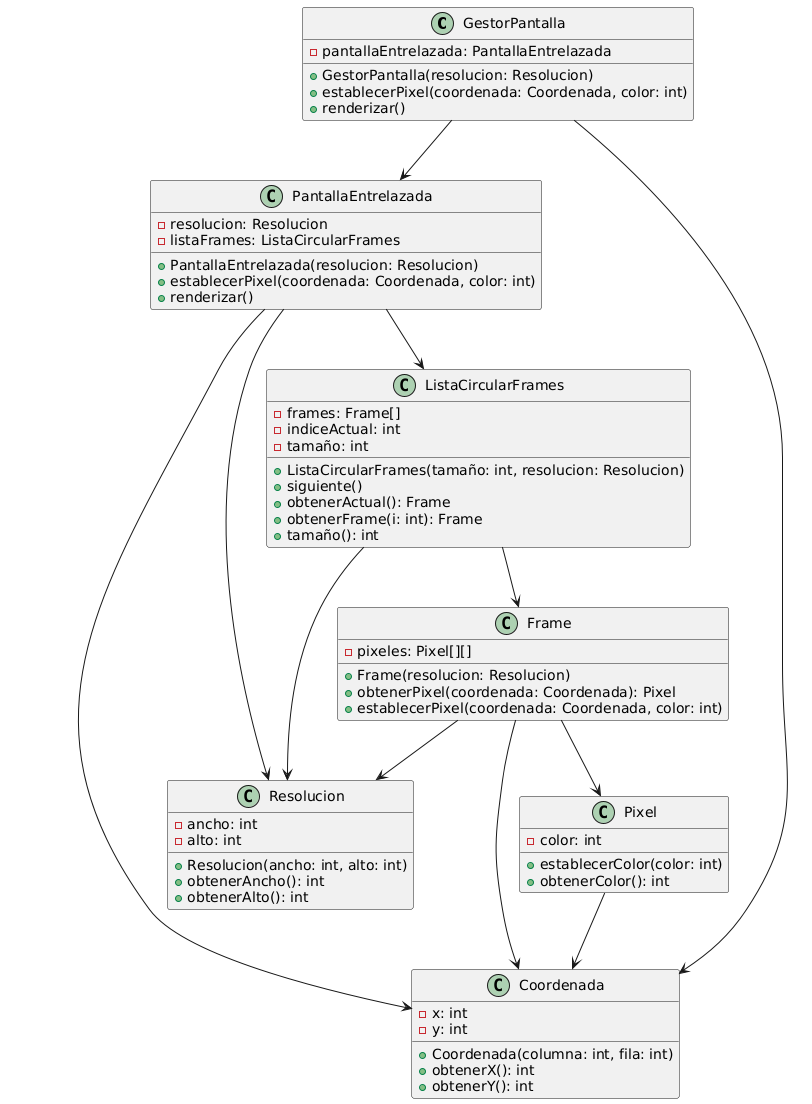 C GestorPantalla
pantallaEntrelazada: PantallaEntrelazada
GestorPantalla(resolucion: Resolucion)
establecerPixel(coordenada: Coordenada, color: int)
renderizar()
C PantallaEntrelazada
resolucion: Resolucion
listaFrames: ListaCircularFrames
PantallaEntrelazada(resolucion: Resolucion)
establecerPixel(coordenada: Coordenada, color: int)
renderizar()
C ListaCircularFrames
frames: Frame[]
indiceActual: int
tamaño: int
ListaCircularFrames(tamaño: int, resolucion: Resolucion)
siguiente()
obtenerActual(): Frame
obtenerFrame(i: int): Frame
tamaño(): int
C Frame
pixeles: Pixel[][]
Frame(resolucion: Resolucion)
obtenerPixel(coordenada: Coordenada): Pixel
establecerPixel(coordenada: Coordenada, color: int)
C Resolucion
ancho: int
alto: int
Resolucion(ancho: int, alto: int)
obtenerAncho(): int
obtenerAlto(): int
C Pixel
color: int
establecerColor(color: int)
obtenerColor(): int
C Coordenada
x: int
y: int
Coordenada(columna: int, fila: int)
obtenerX(): int
obtenerY(): int